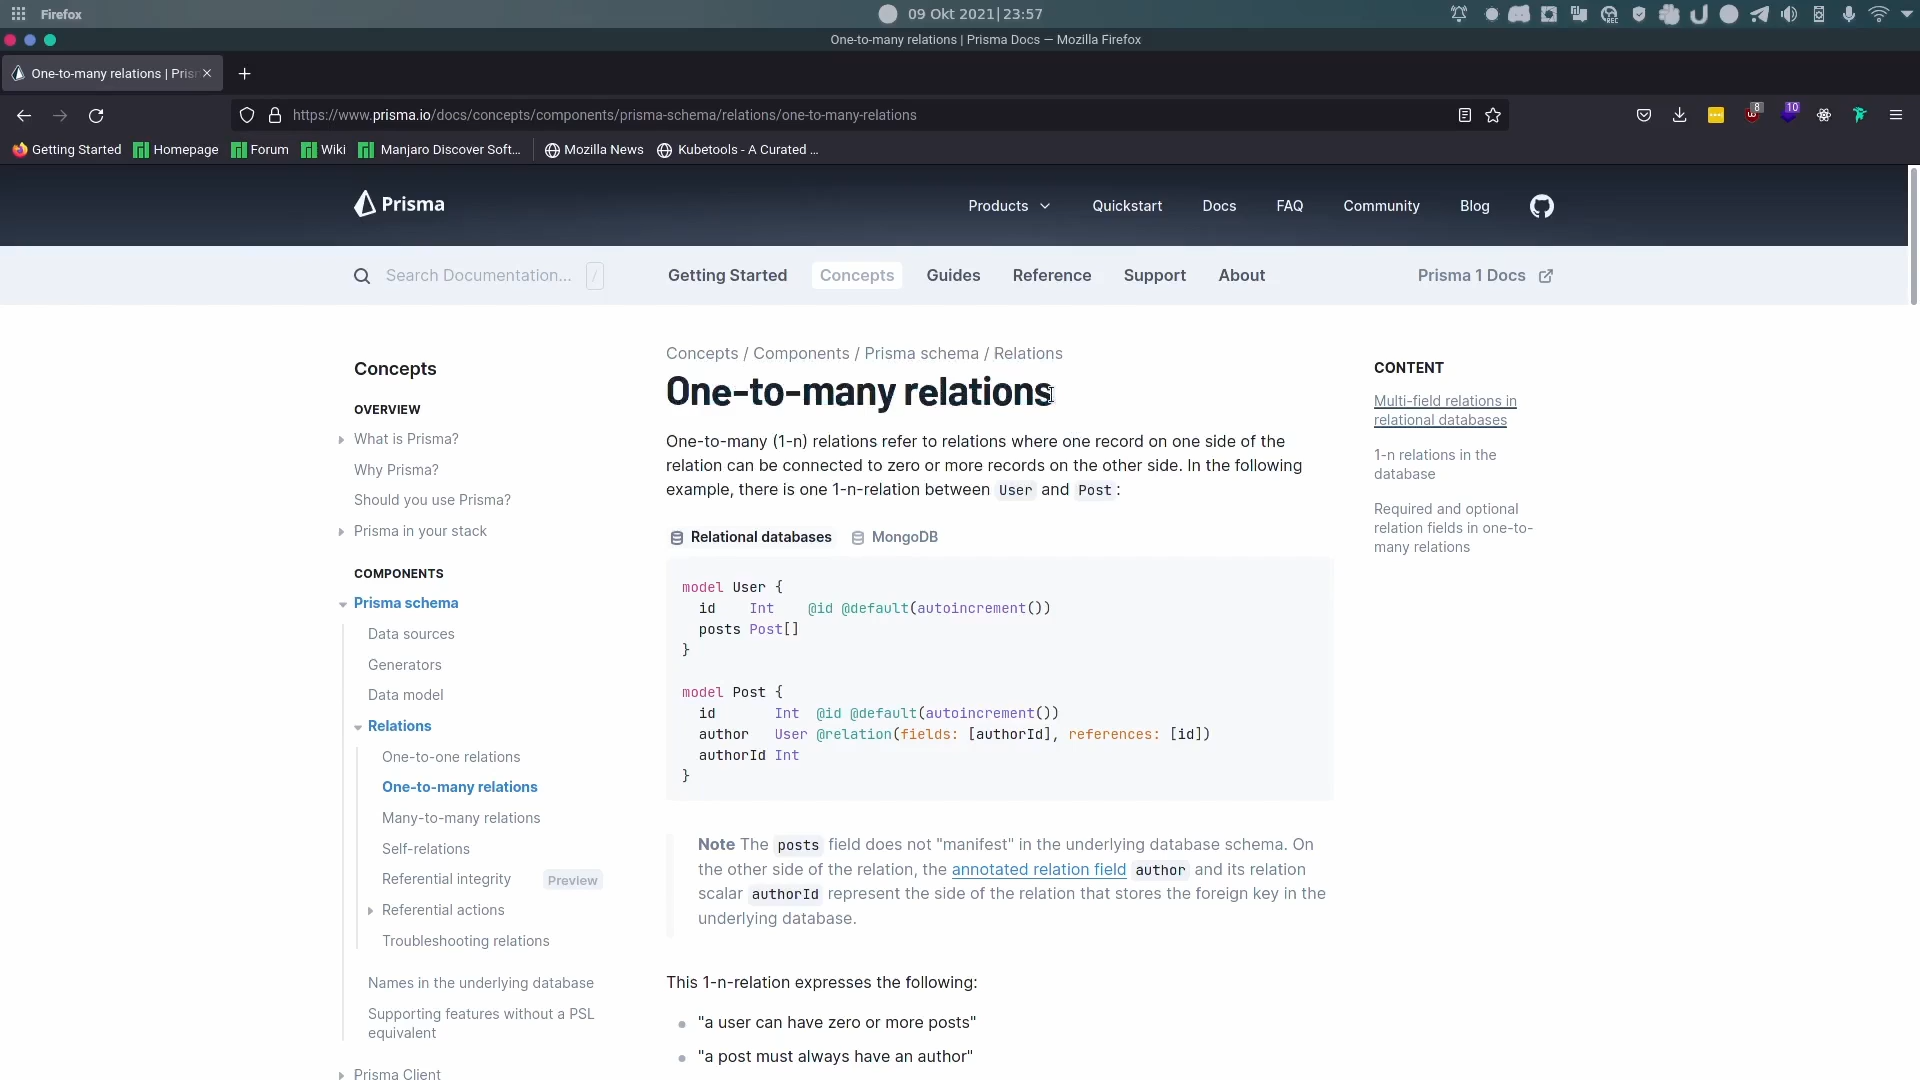 Firefox
09 Okt 2021| 23:57
One-to-many relations | Prisma Docs — Mozilla Firefox
One-to-many relations | Pris
https://www.prisma.io/docs/concepts/components/prisma-schema/relations/one-to-many-relations
8
10
Getting Started
Homepage
Forum
Wiki
Manjaro Discover Soft...
Mozilla News
Kubetools - A Curated ...
Prisma
Products
Quickstart
Docs
FAQ
Community
Blog
Search Documentation...
/
Getting Started
Concepts
Guides
Reference
Support
About
Prisma 1 Docs
Concepts
OVERVIEW
What is Prisma?
Why Prisma?
Should you use Prisma?
Prisma in your stack
COMPONENTS
Prisma schema
Data sources
Generators
Data model
Relations
One-to-one relations
One-to-many relations
Many-to-many relations
Self-relations
Referential integrity
Preview
Referential actions
Troubleshooting relations
Names in the underlying database
Supporting features without a PSL
equivalent
Prisma Client
Concepts / Components / Prisma schema / Relations
One-to-many relations
One-to-many (1-n) relations refer to relations where one record on one side of the
relation can be connected to zero or more records on the other side. In the following
example, there is one 1-n-relation between User and Post:
Relational databases
MongoDB
model User {
id Int @id @default(autoincrement())
posts Post[]
}
model Post {
id Int @id @default(autoincrement())
author User @relation(fields: [authorId], references: [id])
authorId Int
}
Note The posts field does not "manifest" in the underlying database schema. On
the other side of the relation, the annotated relation field author and its relation
scalar authorId represent the side of the relation that stores the foreign key in the
underlying database.
This 1-n-relation expresses the following:
"a user can have zero or more posts"
"a post must always have an author"
CONTENT
Multi-field relations in
relational databases
1-n relations in the
database
Required and optional
relation fields in one-to-
many relations